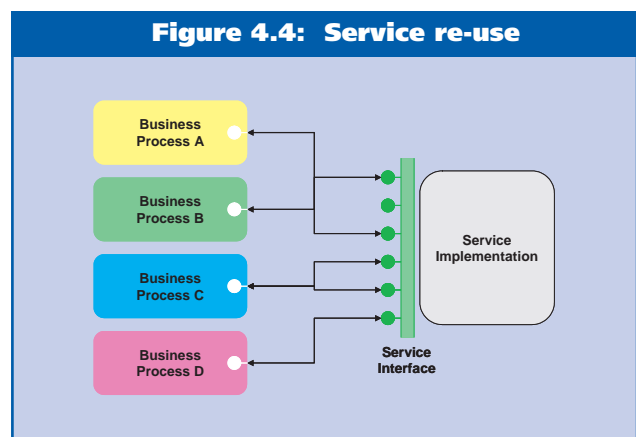 Figure 4.4: Service re-use
Business
Process A
Business
Process B
Business
Process C
Business
Process D
Service
Interface
Service
Implementation